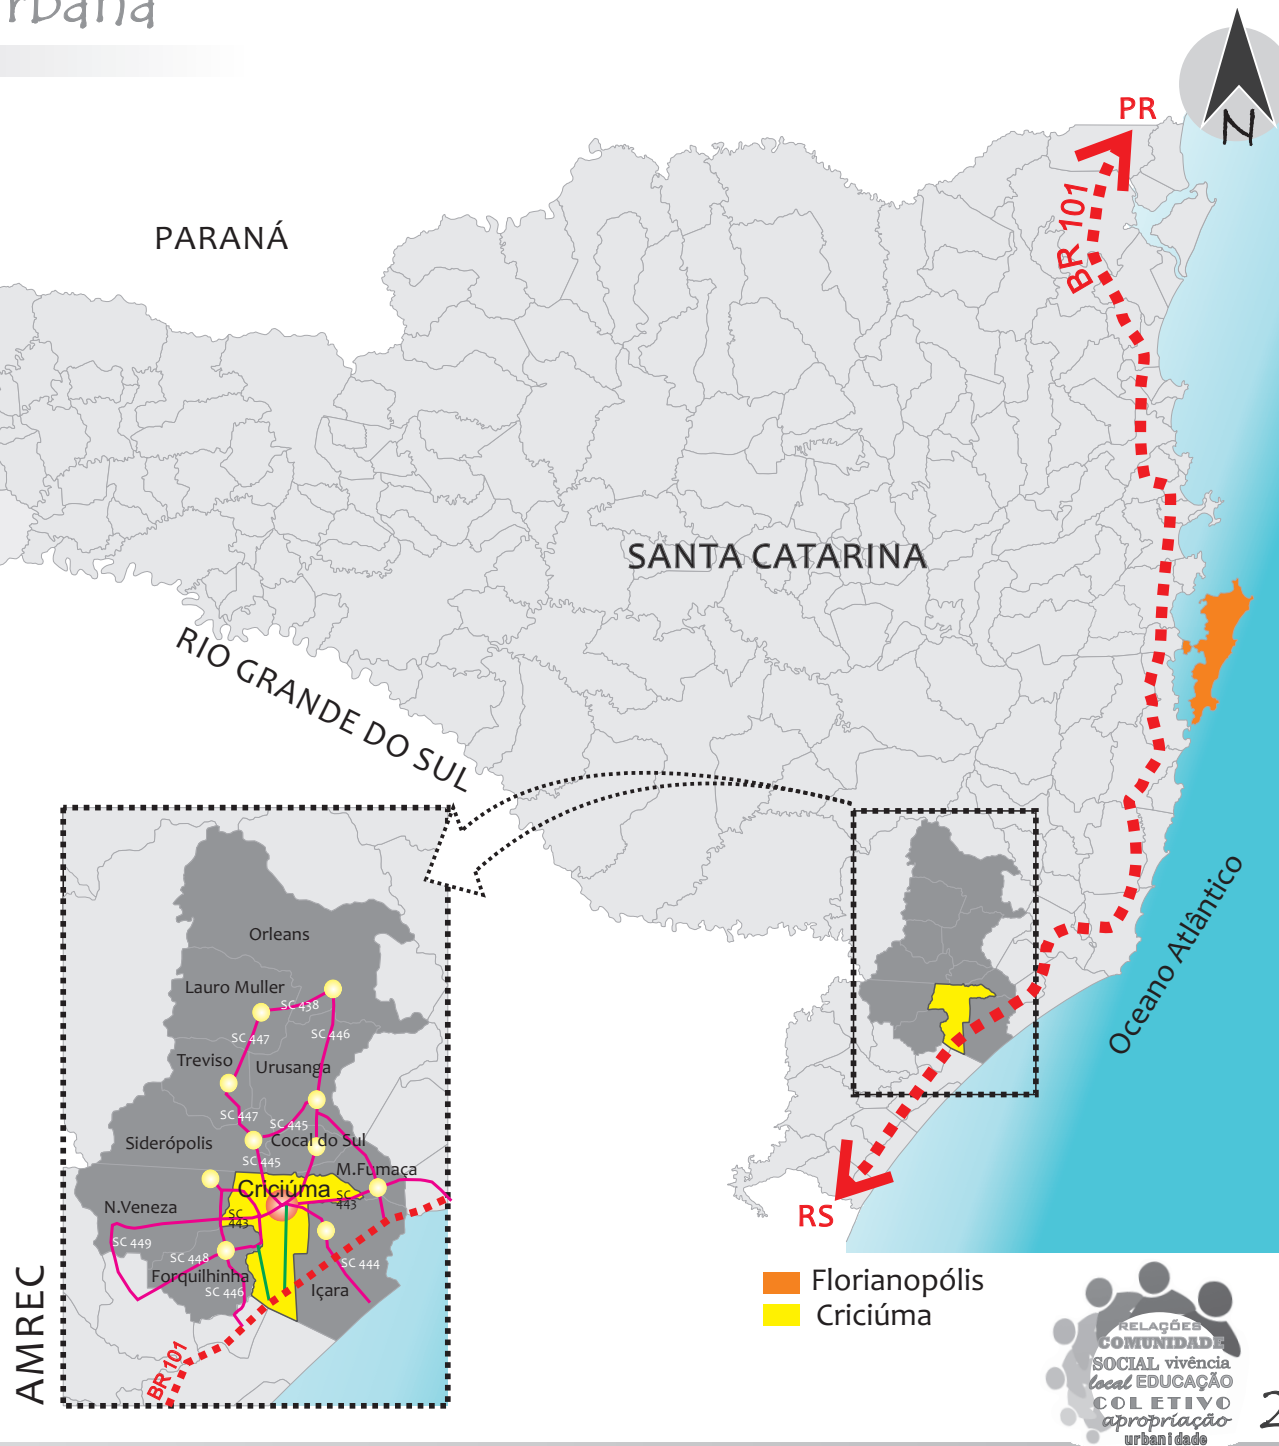 rbana
PR
N
BR 101
PARANÁ
SANTA CATARINA
RIO GRANDE DO SUL
Oceano Atlântico
RS
AMREC
Orleans
Lauro Muller
SC 438
SC 447
SC 446
Treviso
Urusanga
SC 447
SC 445
Siderópolis
Cocal do Sul
SC 445
M.Fumaça
Criciúma
SC 443
N.Veneza
SC 443
SC 449
SC 448
SC 444
Forquilhinha
SC 446
Içara
BR 101
Florianopólis
Criciúma
RELAÇÕES
COMUNIDADE
SOCIAL vivência
local EDUCAÇÃO
COLETIVO
apropriação
urbanidade
2